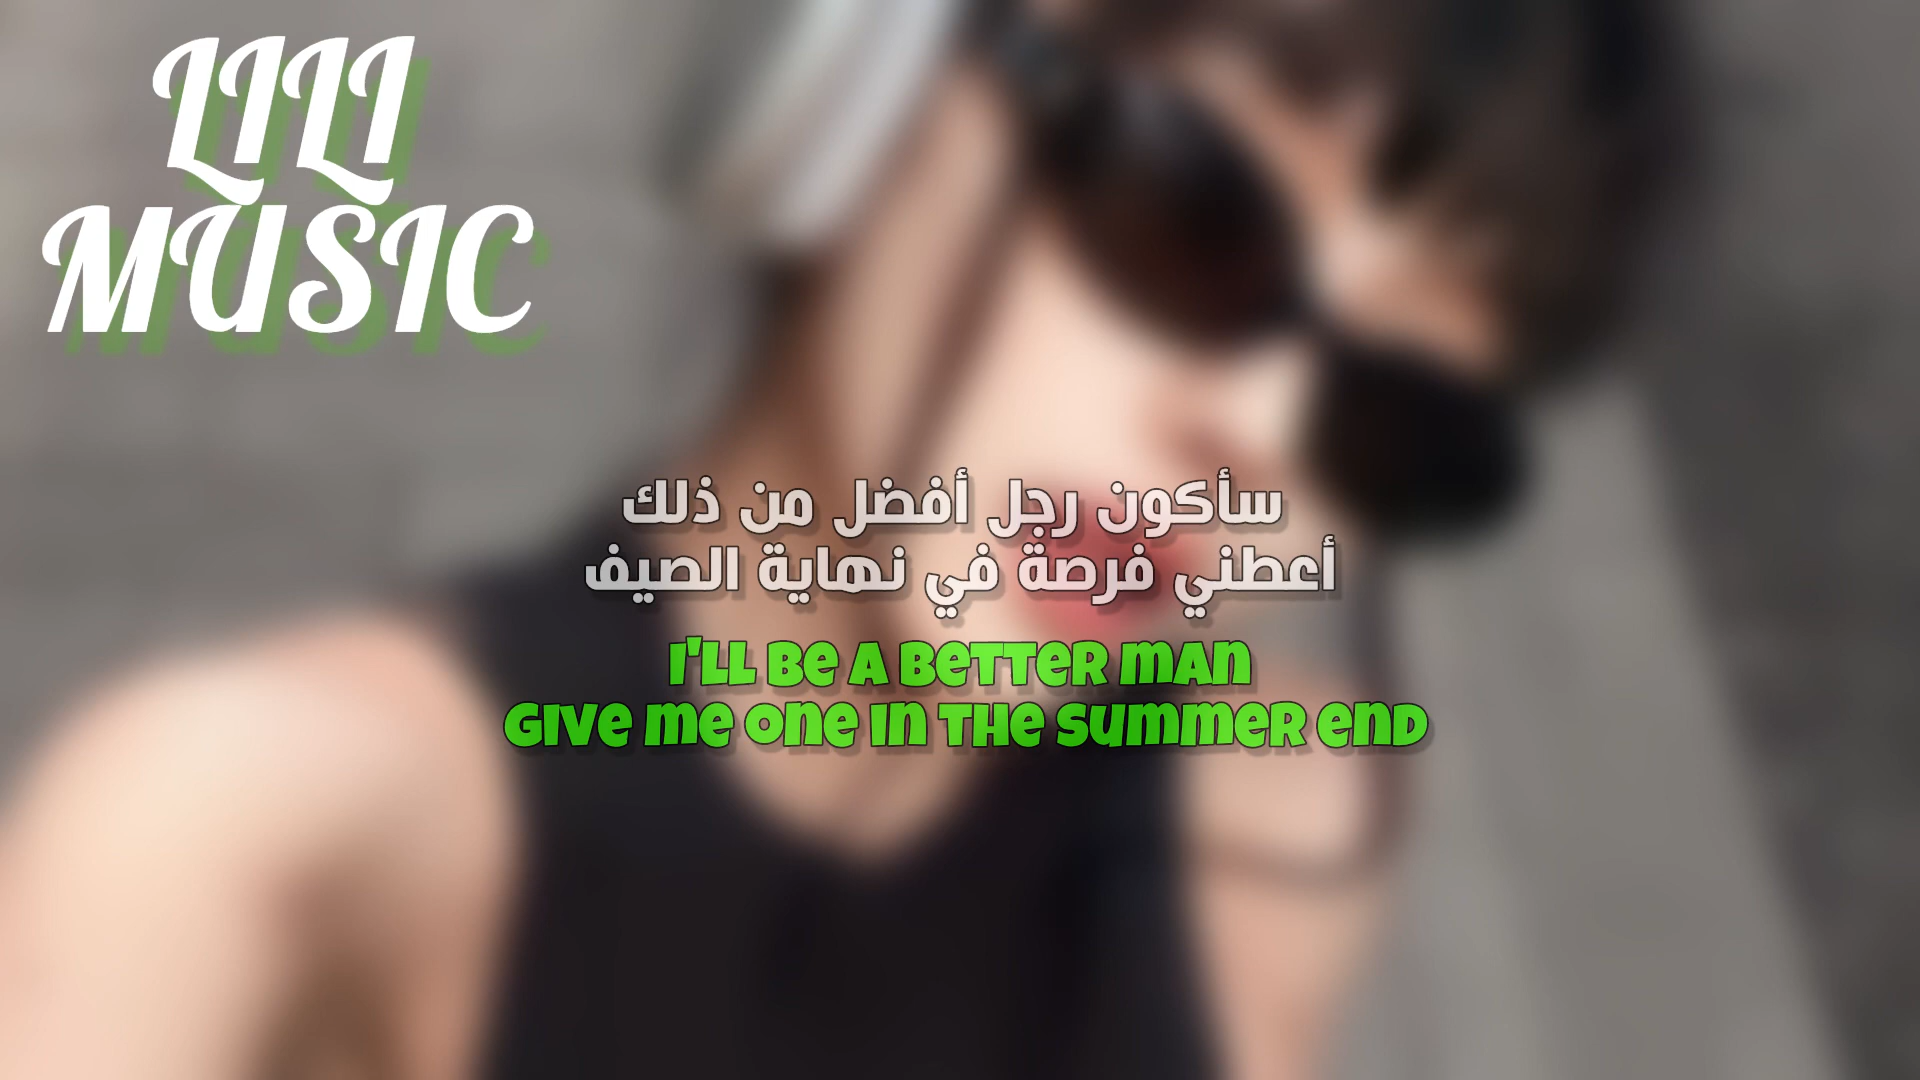 LILI
MUSIC
سأكون رجل أفضل من ذلك
أعطني فرصة في نهاية الصيف
I'll be a better man
Give me one in the summer end